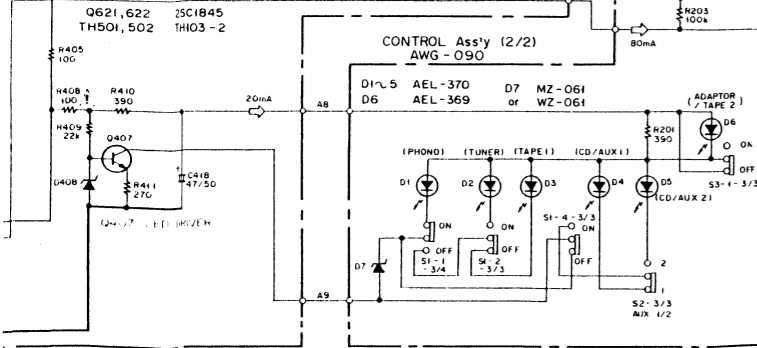 Q621,622 2SC1845
TH501,502 TH103-2
R203
100k
80mA
CONTROL Ass'y (2/2)
AWG-090
R405
100
D1~5 AEL-370 D7 MZ-061
D6 AEL-369 or WZ-061
R408
100
R410
390
20mA
A8
(ADAPTOR
/ TAPE 2)
D6
R409
22k
Q407
R201
390
ON
OFF
S3-1-3/3
(PHONO) (TUNER) (TAPE 1) (CD/AUX 1)
D408
R411
270
C418
47/50
D1 D2 D3 D4 D5
(CD/AUX 2)
Q407 LED DRIVER
ON
OFF
S1-1
-3/4
ON
OFF
S1-2
-3/3
S1-4-3/3
ON
OFF
D7
2
1
S2-3/3
AUX 1/2
A9